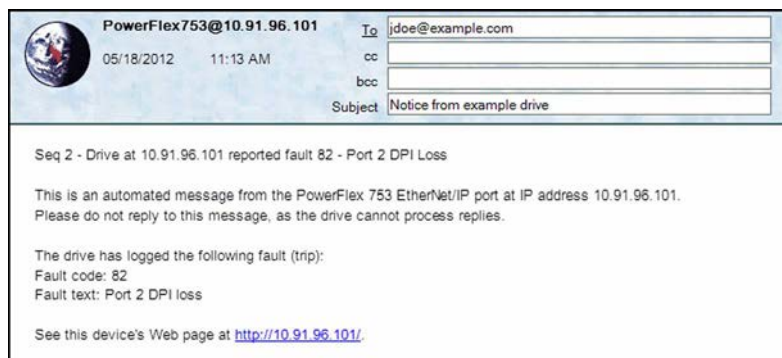 PowerFlex753@10.91.96.101
05/18/2012 11:13 AM
To jdoe@example.com
cc
bcc
Subject Notice from example drive
Seq 2 - Drive at 10.91.96.101 reported fault 82 - Port 2 DPI Loss
This is an automated message from the PowerFlex 753 EtherNet/IP port at IP address 10.91.96.101.
Please do not reply to this message, as the drive cannot process replies.
The drive has logged the following fault (trip):
Fault code: 82
Fault text: Port 2 DPI loss
See this device's Web page at http://10.91.96.101/.